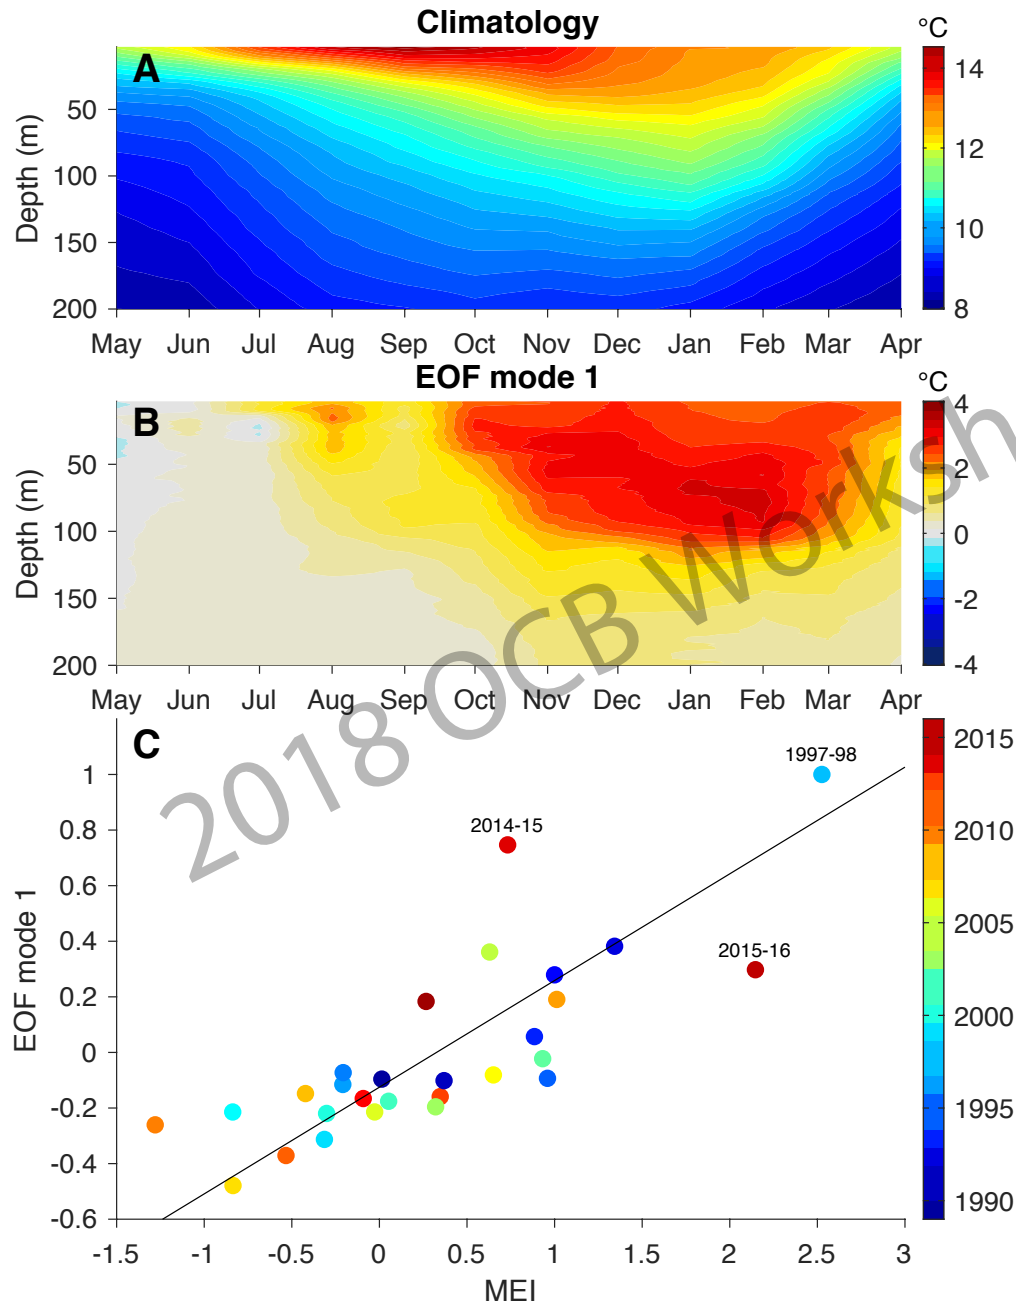 Climatology
°C
A
14
12
10
8
Depth (m)
50
100
150
200
May Jun Jul Aug Sep Oct Nov Dec Jan Feb Mar Apr
EOF mode 1
°C
B
4
2
0
-2
-4
Depth (m)
50
100
150
200
May Jun Jul Aug Sep Oct Nov Dec Jan Feb Mar Apr
2018 OCB Worksh
C
1997-98
2014-15
2015-16
EOF mode 1
1
0.8
0.6
0.4
0.2
0
-0.2
-0.4
-0.6
-1.5 -1 -0.5 0 0.5 1 1.5 2 2.5 3
MEI
2015
2010
2005
2000
1995
1990